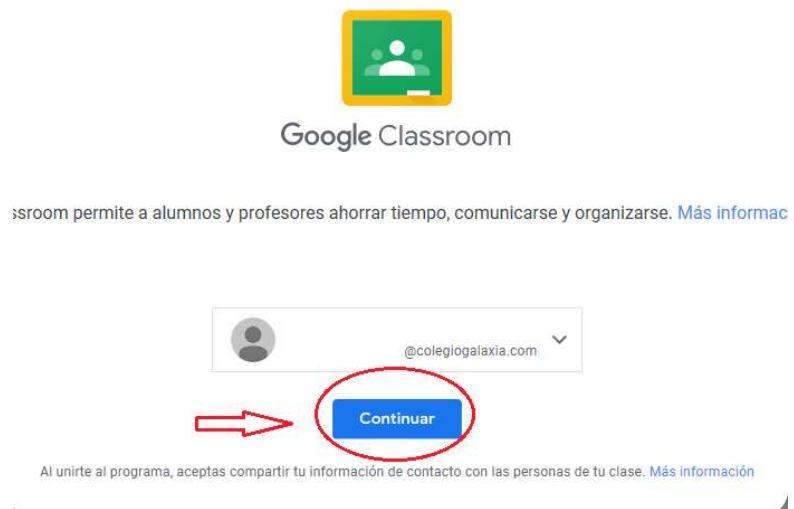 Google Classroom
ssroom permite a alumnos y profesores ahorrar tiempo, comunicarse y organizarse. Más informac
@colegiogalaxia.com
Continuar
Al unirte al programa, aceptas compartir tu información de contacto con las personas de tu clase. Más información